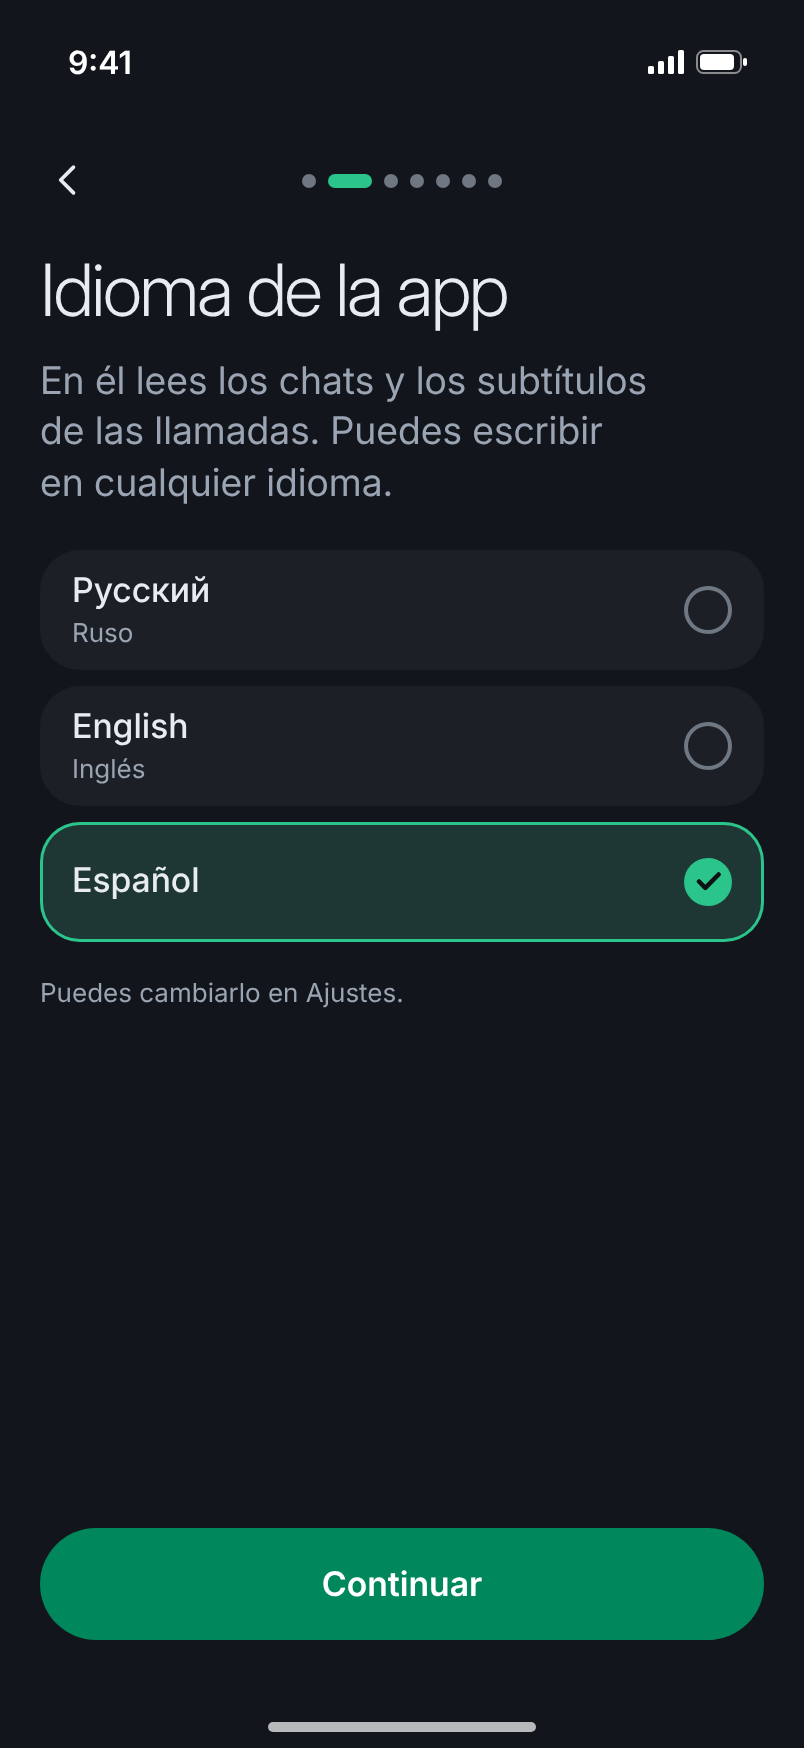 9:41
Idioma de la app
En él lees los chats y los subtítulos
de las llamadas. Puedes escribir
en cualquier idioma.
Русский
Ruso
English
Inglés
Español
Puedes cambiarlo en Ajustes.
Continuar